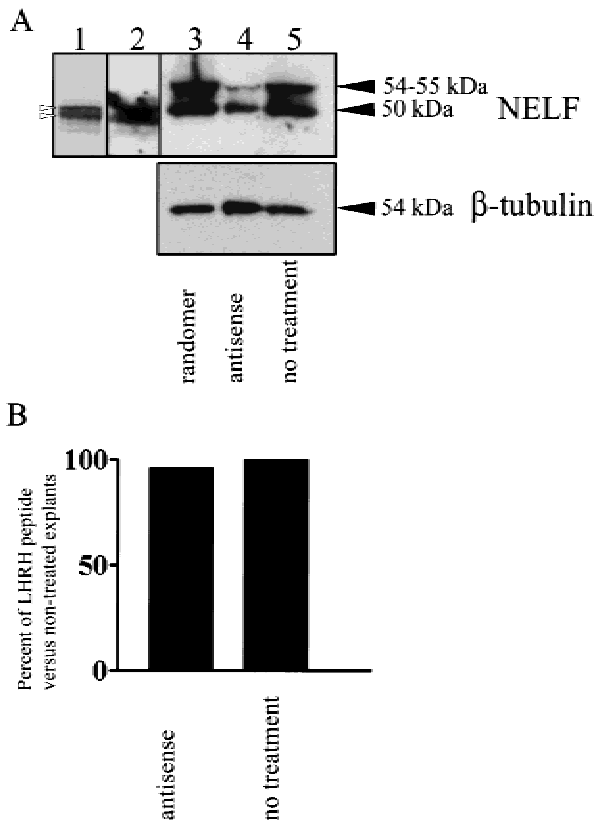 A
1 2 3 4 5
54-55 kDa
50 kDa NELF
54 kDa β-tubulin
randomer
antisense
no treatment
B
Percent of LHRH peptide
versus non-treated explants
100
50
0
antisense
no treatment